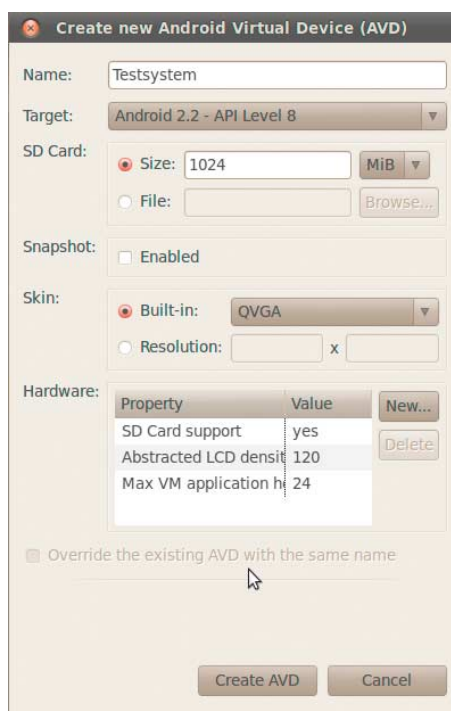 Create new Android Virtual Device (AVD)
Name: Testsystem
Target: Android 2.2 - API Level 8
SD Card:
Size: 1024 MiB
File: Browse...
Snapshot:
Enabled
Skin:
Built-in: QVGA
Resolution: x
Hardware:
Property Value New...
SD Card support yes
Delete
Abstracted LCD densit 120
Max VM application h 24
Override the existing AVD with the same name
Create AVD Cancel